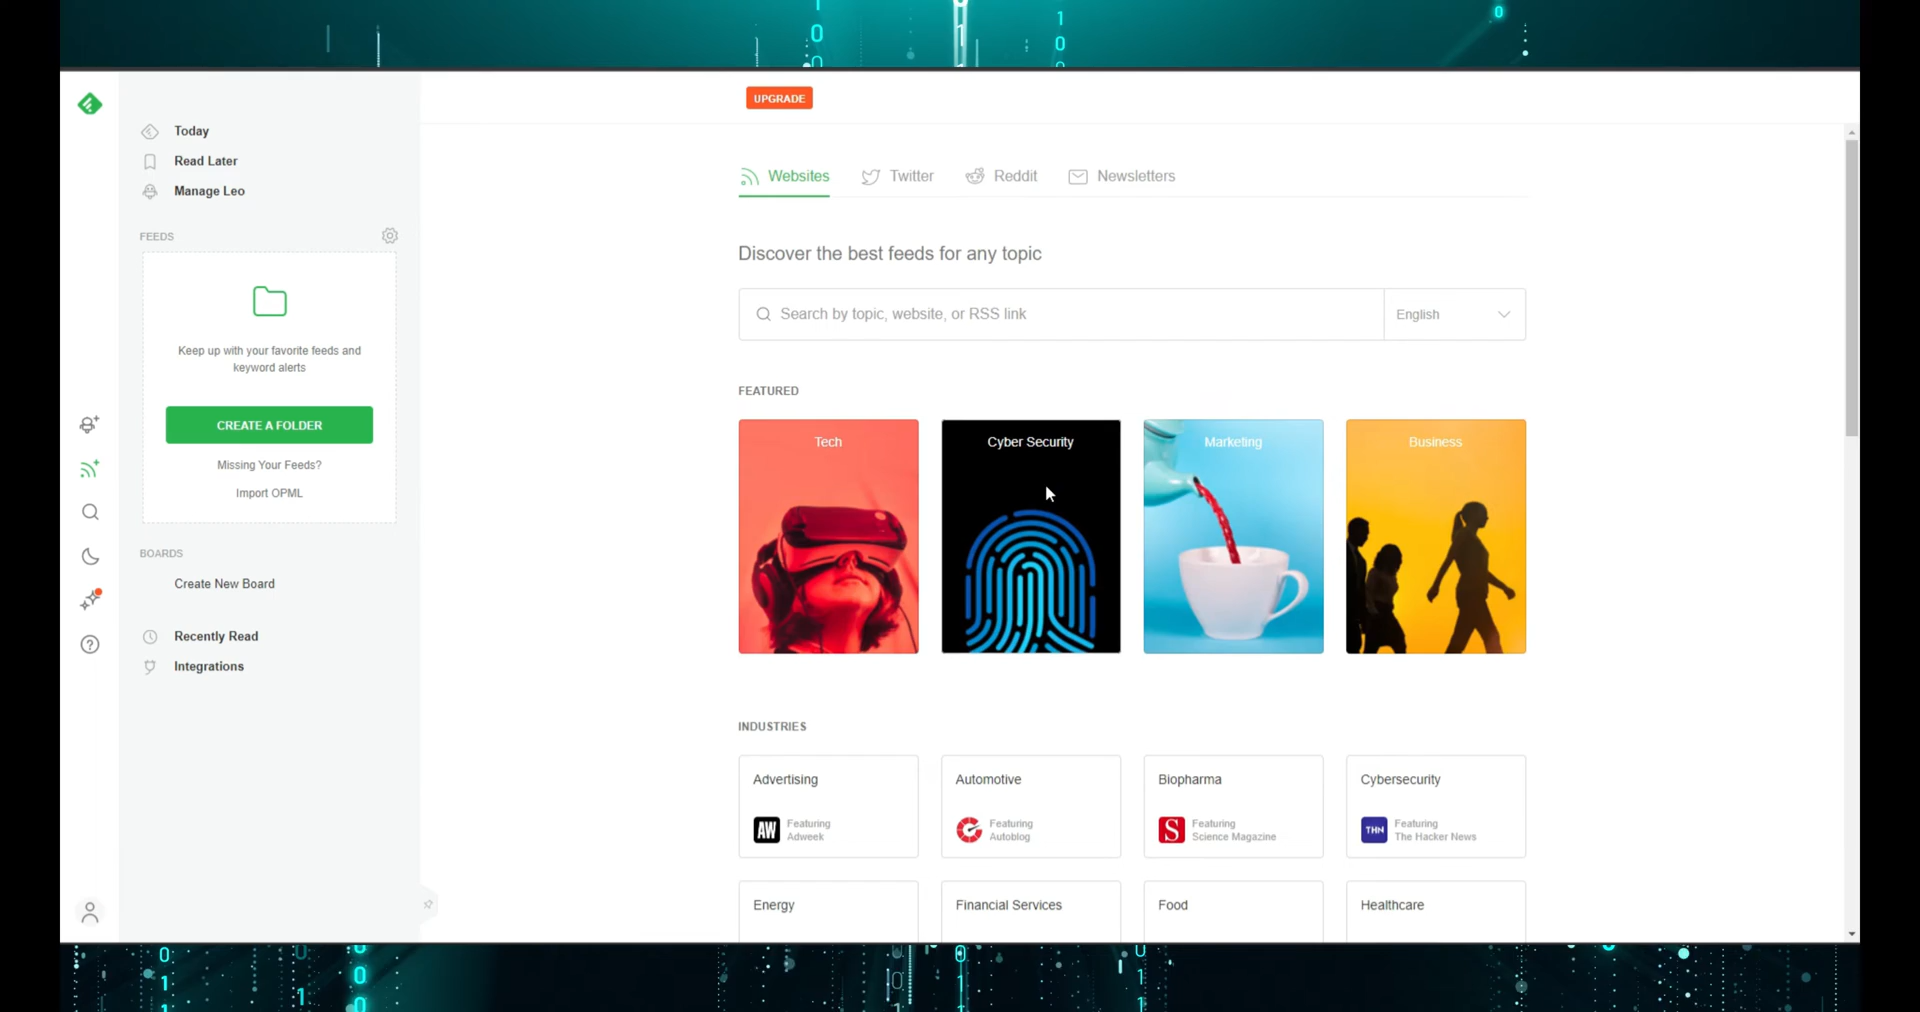 UPGRADE
Today
Read Later
Manage Leo
FEEDS
Keep up with your favorite feeds and
keyword alerts
CREATE A FOLDER
Missing Your Feeds?
Import OPML
BOARDS
Create New Board
Recently Read
Integrations
Websites
Twitter
Reddit
Newsletters
Discover the best feeds for any topic
Search by topic, website, or RSS link
English
FEATURED
Tech
Cyber Security
Marketing
Business
INDUSTRIES
Advertising
AW
Featuring
Adweek
Automotive
Featuring
Autoblog
Biopharma
S
Featuring
Science Magazine
Cybersecurity
THN
Featuring
The Hacker News
Energy
Financial Services
Food
Healthcare